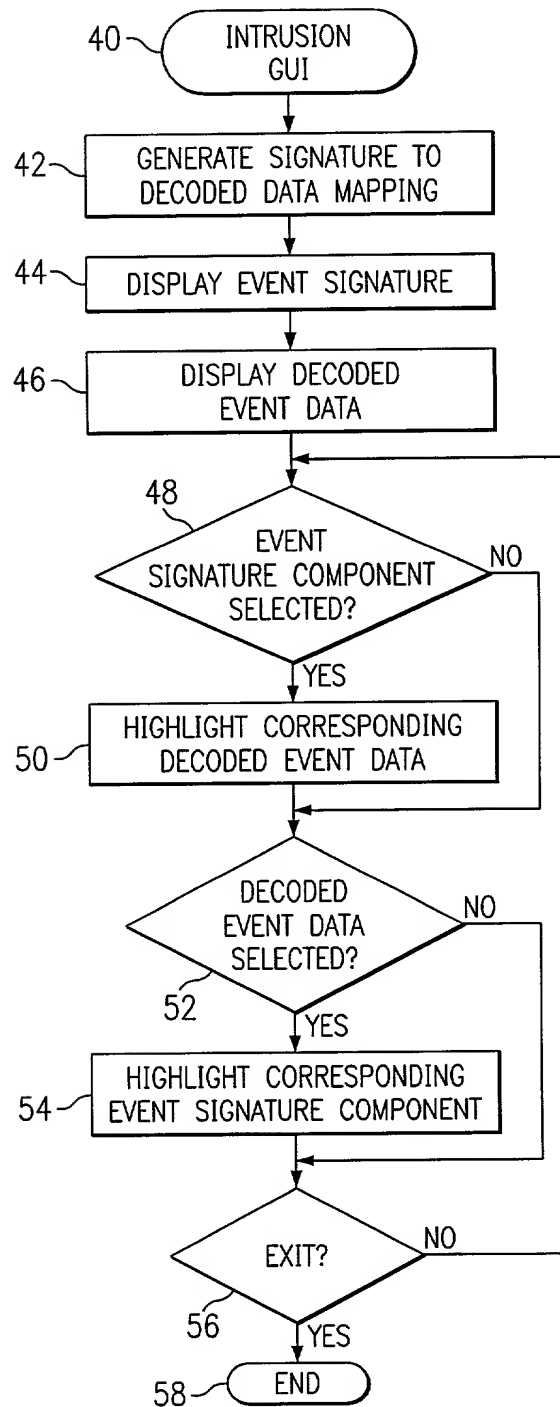 40
INTRUSION
GUI
42
GENERATE SIGNATURE TO
DECODED DATA MAPPING
44
DISPLAY EVENT SIGNATURE
46
DISPLAY DECODED
EVENT DATA
48
EVENT
SIGNATURE COMPONENT
SELECTED?
NO
YES
50
HIGHLIGHT CORRESPONDING
DECODED EVENT DATA
DECODED
EVENT DATA
SELECTED?
NO
52
YES
54
HIGHLIGHT CORRESPONDING
EVENT SIGNATURE COMPONENT
EXIT?
NO
56
YES
58
END